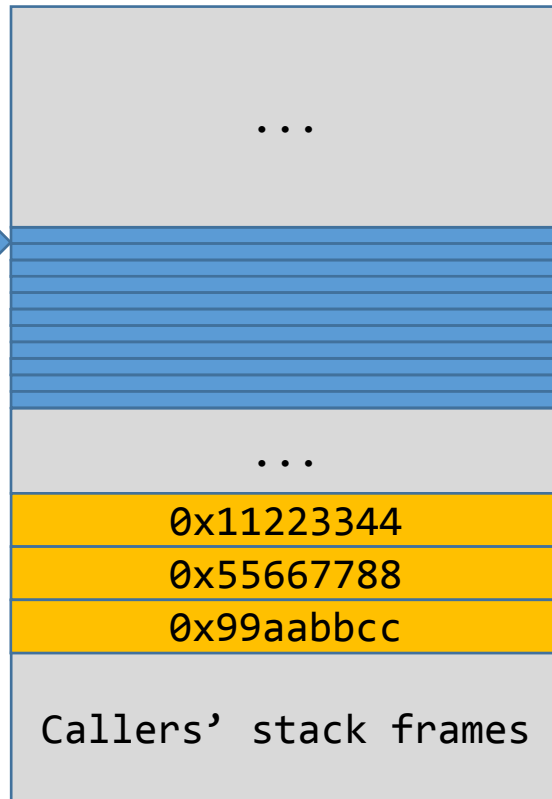 ...
...
0x11223344
0x55667788
0x99aabbcc
Callers’ stack frames